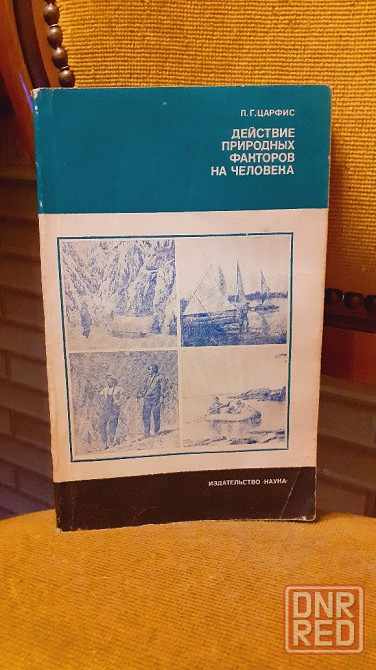 П. Г. ЦАРФИС
ДЕЙСТВИЕ
ПРИРОДНЫХ
ФАКТОРОВ
НА ЧЕЛОВЕКА
ИЗДАТЕЛЬСТВО «НАУКА»
DNR
RED